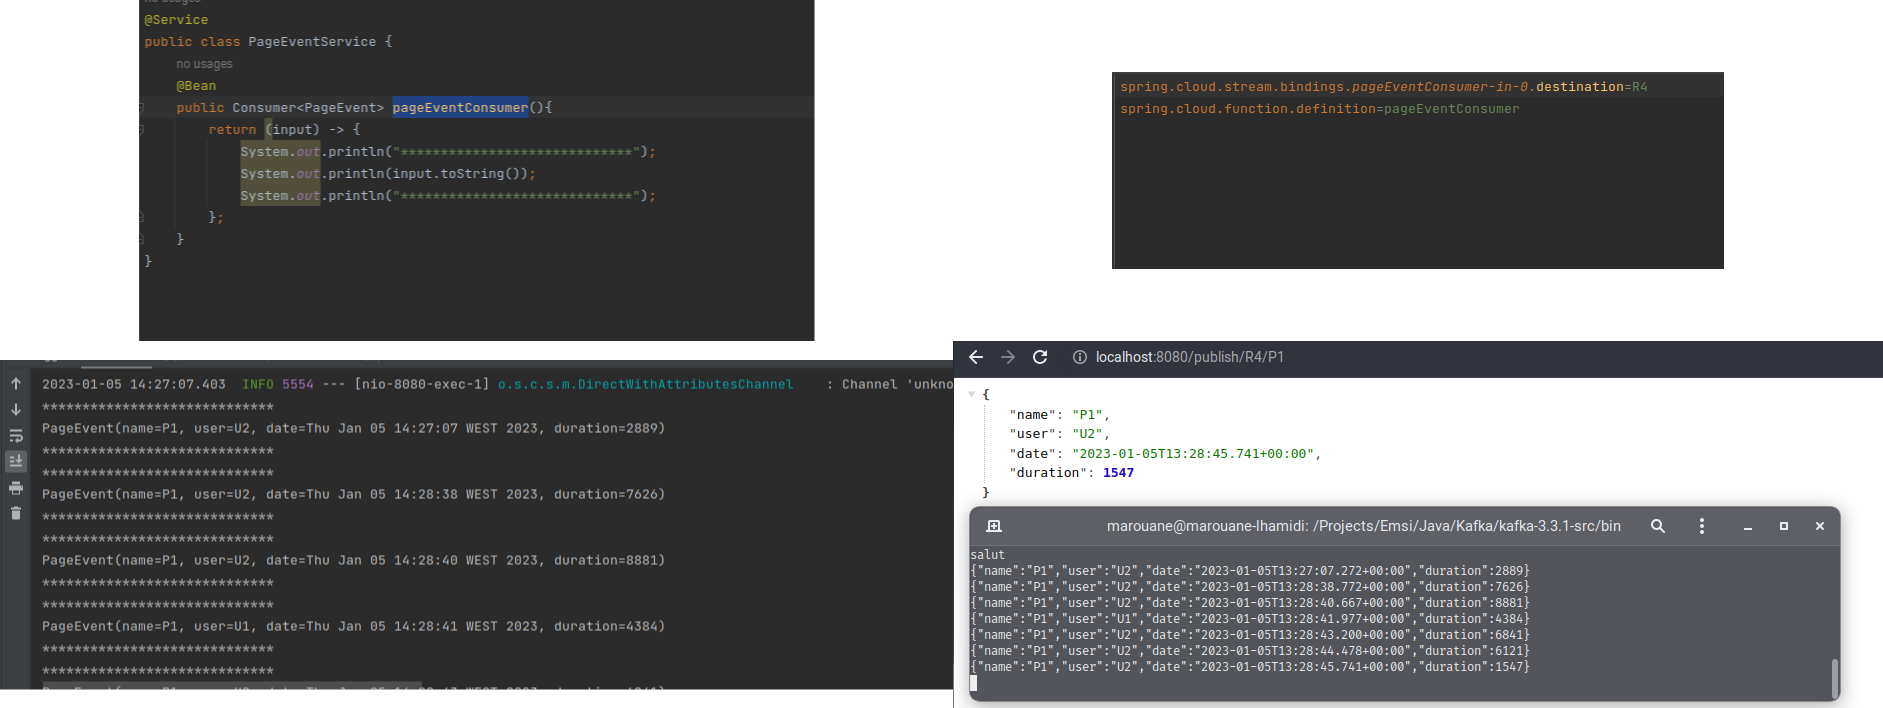 no usages
@Service
public class PageEventService {
no usages
@Bean
public Consumer<PageEvent> pageEventConsumer(){
return (input) -> {
System.out.println("*****************************");
System.out.println(input.toString());
System.out.println("*****************************");
};
}
}
spring.cloud.stream.bindings.pageEventConsumer-in-0.destination=R4
spring.cloud.function.definition=pageEventConsumer
2023-01-05 14:27:07.403 INFO 5554 --- [nio-8080-exec-1] o.s.c.s.m.DirectWithAttributesChannel : Channel 'unkno
*****************************
PageEvent(name=P1, user=U2, date=Thu Jan 05 14:27:07 WEST 2023, duration=2889)
*****************************
*****************************
PageEvent(name=P1, user=U2, date=Thu Jan 05 14:28:38 WEST 2023, duration=7626)
*****************************
*****************************
PageEvent(name=P1, user=U2, date=Thu Jan 05 14:28:40 WEST 2023, duration=8881)
*****************************
*****************************
PageEvent(name=P1, user=U1, date=Thu Jan 05 14:28:41 WEST 2023, duration=4384)
*****************************
*****************************
localhost:8080/publish/R4/P1
{
"name": "P1",
"user": "U2",
"date": "2023-01-05T13:28:45.741+00:00",
"duration": 1547
}
marouane@marouane-lhamidi: /Projects/Emsi/Java/Kafka/kafka-3.3.1-src/bin
salut
{"name":"P1","user":"U2","date":"2023-01-05T13:27:07.272+00:00","duration":2889}
{"name":"P1","user":"U2","date":"2023-01-05T13:28:38.772+00:00","duration":7626}
{"name":"P1","user":"U2","date":"2023-01-05T13:28:40.667+00:00","duration":8881}
{"name":"P1","user":"U1","date":"2023-01-05T13:28:41.977+00:00","duration":4384}
{"name":"P1","user":"U2","date":"2023-01-05T13:28:43.200+00:00","duration":6841}
{"name":"P1","user":"U2","date":"2023-01-05T13:28:44.478+00:00","duration":6121}
{"name":"P1","user":"U2","date":"2023-01-05T13:28:45.741+00:00","duration":1547}